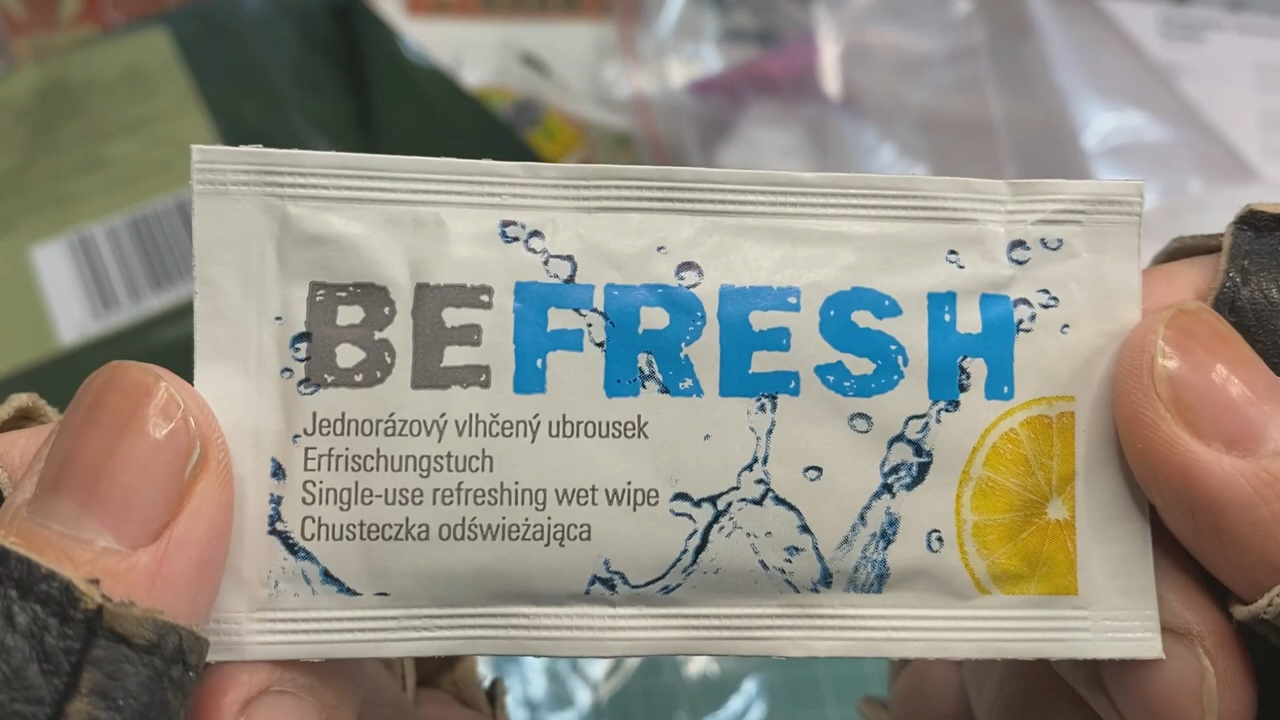 BEFRESH
Jednorázový vlhčený ubrousek
Erfrischungstuch
Single-use refreshing wet wipe
Chusteczka odświeżająca